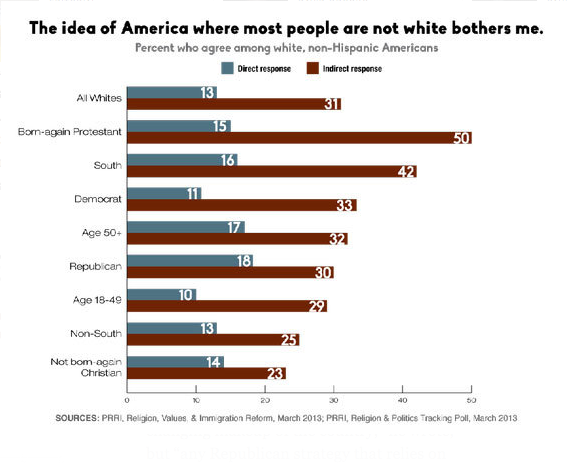 The idea of America where most people are not white bothers me.
Percent who agree among white, non-Hispanic Americans
Direct response Indirect response
All Whites 13 31
Born-again Protestant 15 50
South 16 42
Democrat 11 33
Age 50+ 17 32
Republican 18 30
Age 18-49 10 29
Non-South 13 25
Not born-again
Christian 14 23
0 10 20 30 40 50
SOURCES: PRRI, Religion, Values, & Immigration Reform, March 2013; PRRI, Religion & Politics Tracking Poll, March 2013